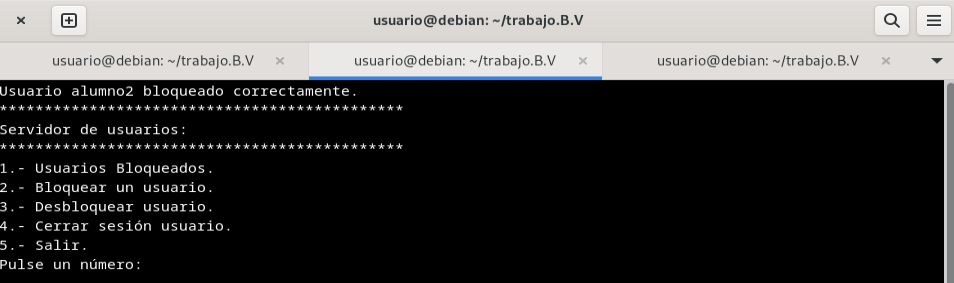 usuario@debian: ~/trabajo.B.V
usuario@debian: ~/trabajo.B.V
usuario@debian: ~/trabajo.B.V
usuario@debian: ~/trabajo.B.V
Usuario alumno2 bloqueado correctamente.
*********************************************
Servidor de usuarios:
*********************************************
1.- Usuarios Bloqueados.
2.- Bloquear un usuario.
3.- Desbloquear usuario.
4.- Cerrar sesión usuario.
5.- Salir.
Pulse un número: